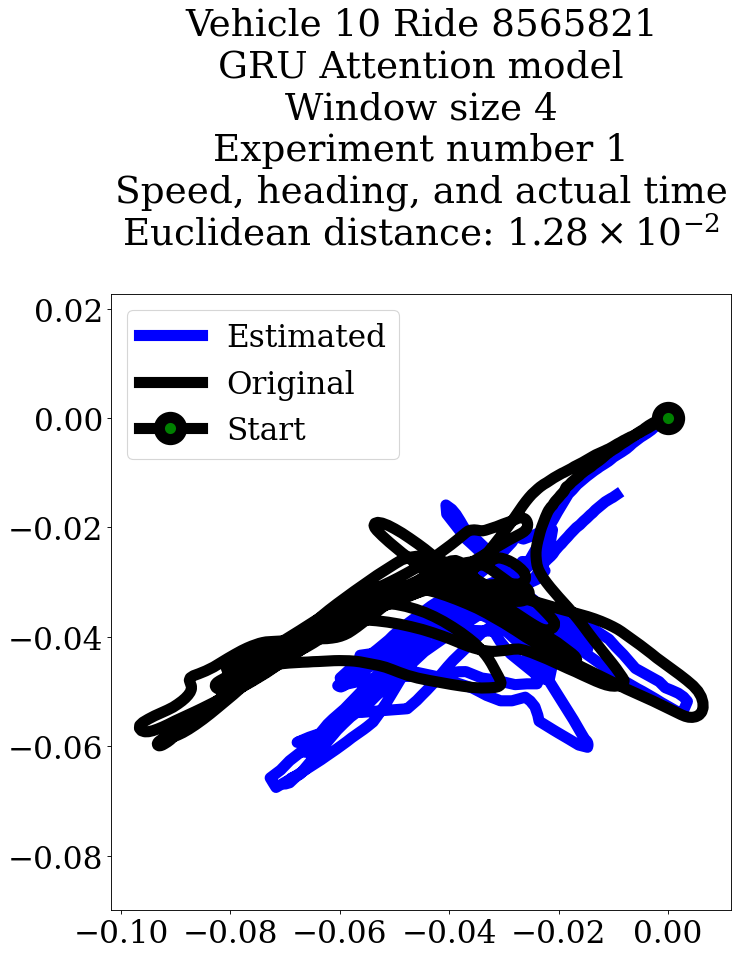 Vehicle 10 Ride 8565821
GRU Attention model
Window size 4
Experiment number 1
Speed, heading, and actual time
Euclidean distance: 1.28 × 10⁻²
0.02
Estimated
Original
Start
0.00
−0.02
−0.04
−0.06
−0.08
−0.10 −0.08 −0.06 −0.04 −0.02 0.00